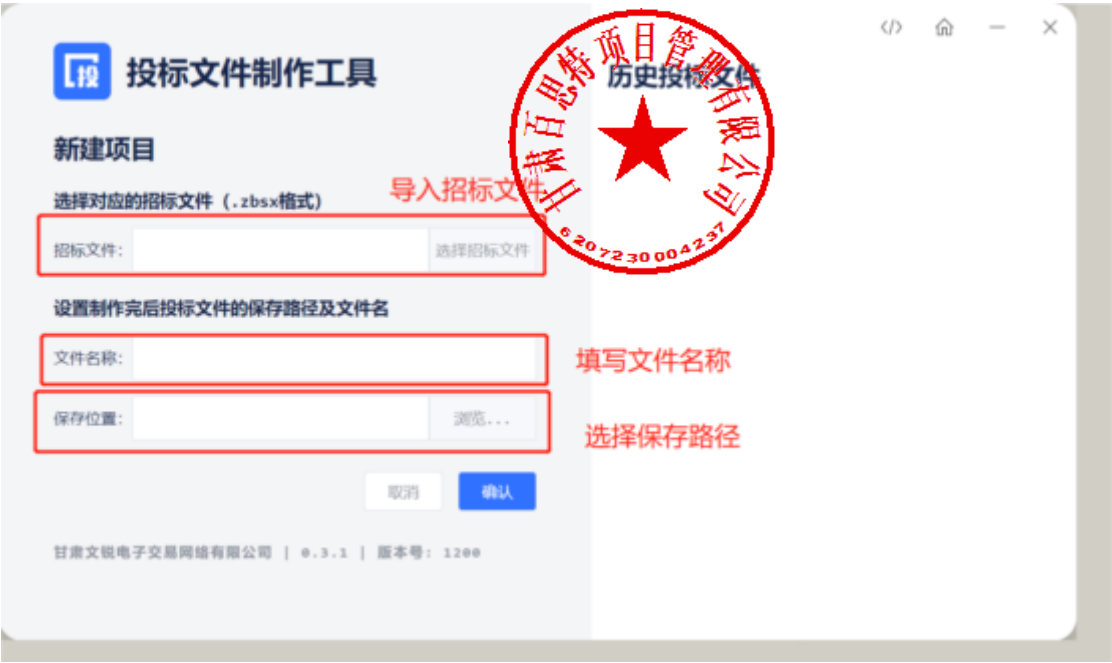 投标文件制作工具
新建项目
选择对应的招标文件（.zbsx格式）
导入招标文件
招标文件：
选择招标文件
设置制作完后投标文件的保存路径及文件名
文件名称：
填写文件名称
保存位置：
浏览...
选择保存路径
取消
确认
甘肃文锐电子交易网络有限公司 | 0.3.1 | 版本号：1200
</>
历史投标文件
甘肃百思特项目管理有限公司
6207230004237